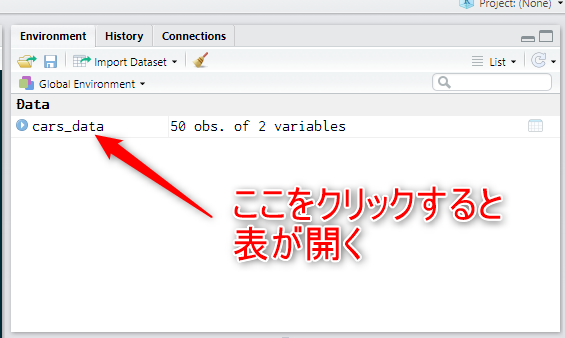 Project: (None)
Environment History Connections
Import Dataset List
Global Environment
Data
cars_data 50 obs. of 2 variables
ここをクリックすると
表が開く